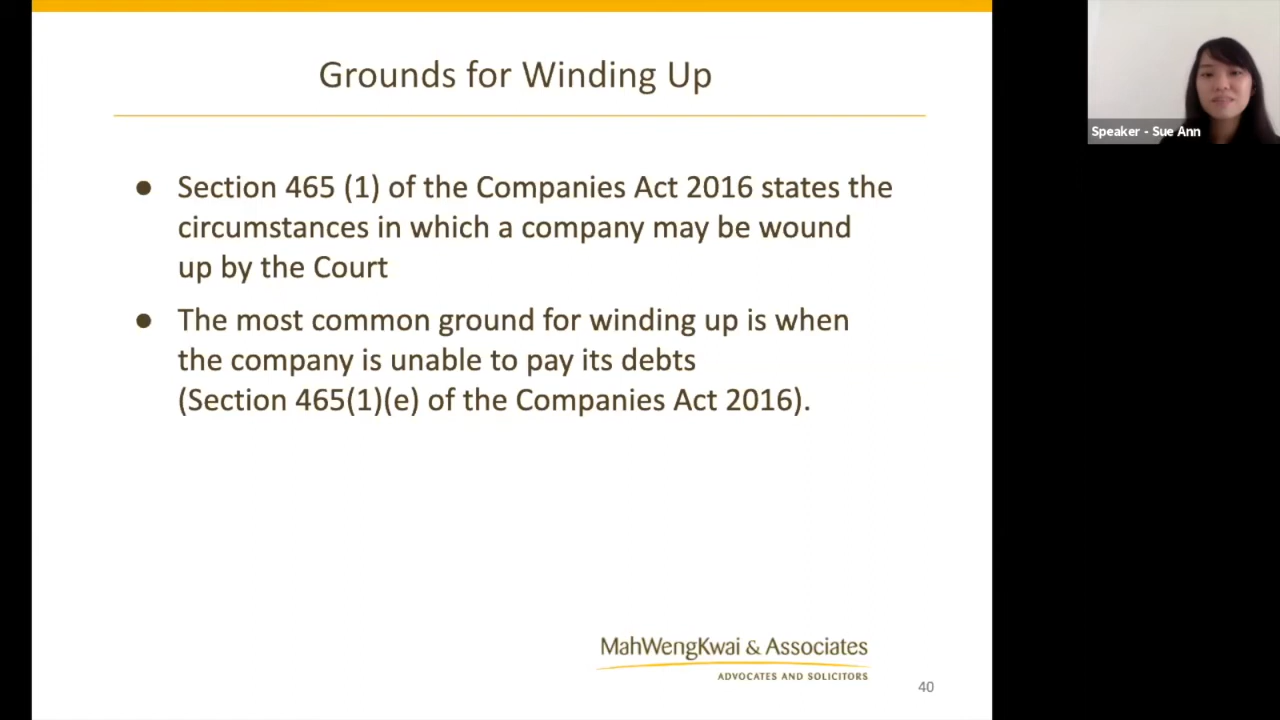 Grounds for Winding Up
Speaker - Sue Ann
● Section 465 (1) of the Companies Act 2016 states the
circumstances in which a company may be wound
up by the Court
● The most common ground for winding up is when
the company is unable to pay its debts
(Section 465(1)(e) of the Companies Act 2016).
MahWengKwai & Associates
ADVOCATES AND SOLICITORS
40